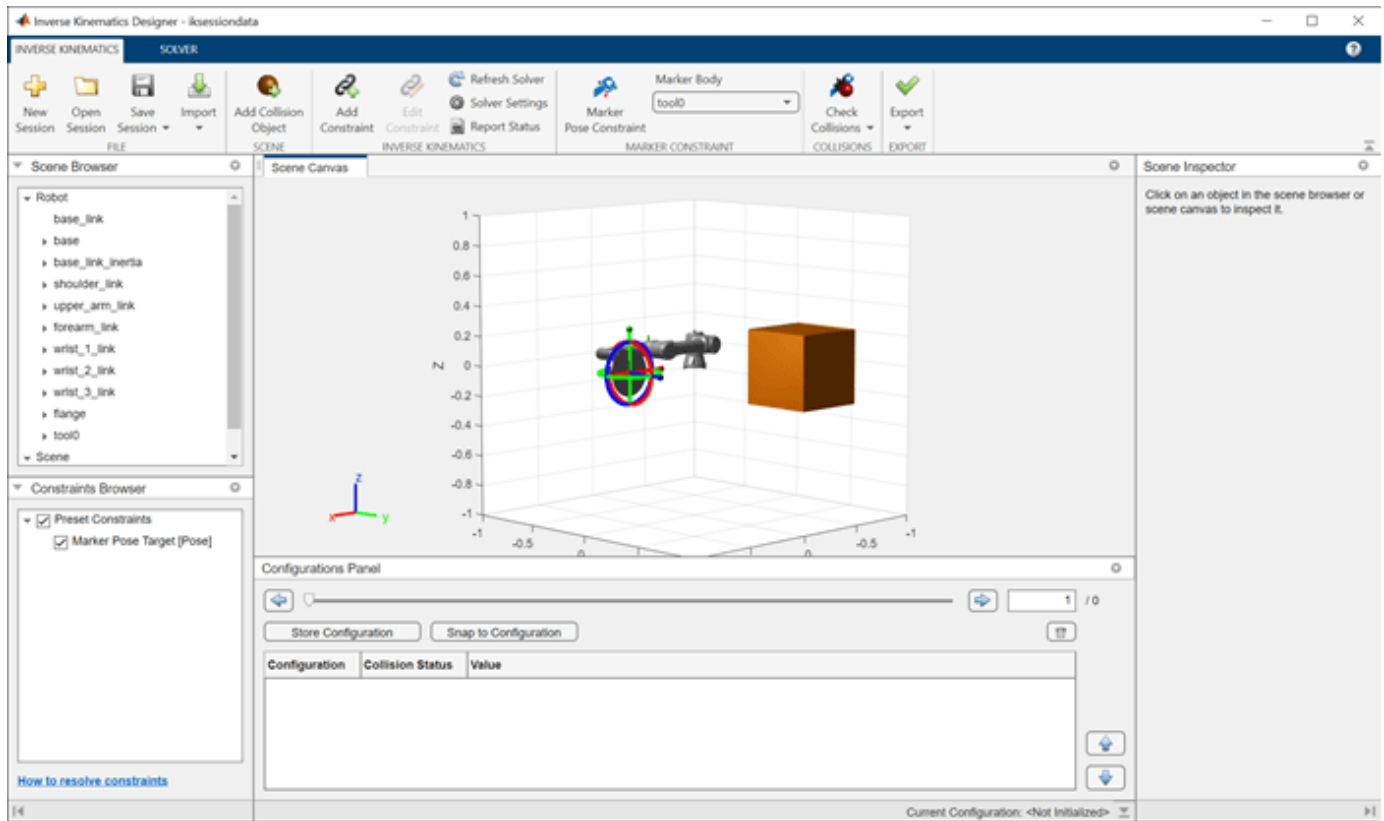 Inverse Kinematics Designer - iksessiondata
INVERSE KINEMATICS SOLVER
New Session
Open Session
Save Session
Import
FILE
Add Collision Object
SCENE
Add Constraint
Edit Constraint
Refresh Solver
Solver Settings
Report Status
INVERSE KINEMATICS
Marker Pose Constraint
Marker Body
tool0
MARKER CONSTRAINT
Check Collisions
COLLISIONS
Export
EXPORT
Scene Browser
Robot
base_link
base
base_link_inertia
shoulder_link
upper_arm_link
forearm_link
wrist_1_link
wrist_2_link
wrist_3_link
flange
tool0
Scene
Constraints Browser
Preset Constraints
Marker Pose Target [Pose]
How to resolve constraints
Scene Canvas
1
0.8
0.6
0.4
0.2
Z 0
-0.2
-0.4
-0.6
-0.8
-1
-1 -0.5 0 0 -0.5 -1
z
x y
Configurations Panel
1 / 0
Store Configuration Snap to Configuration
Configuration Collision Status Value
Current Configuration: <Not Initialized>
Scene Inspector
Click on an object in the scene browser or
scene canvas to inspect it.